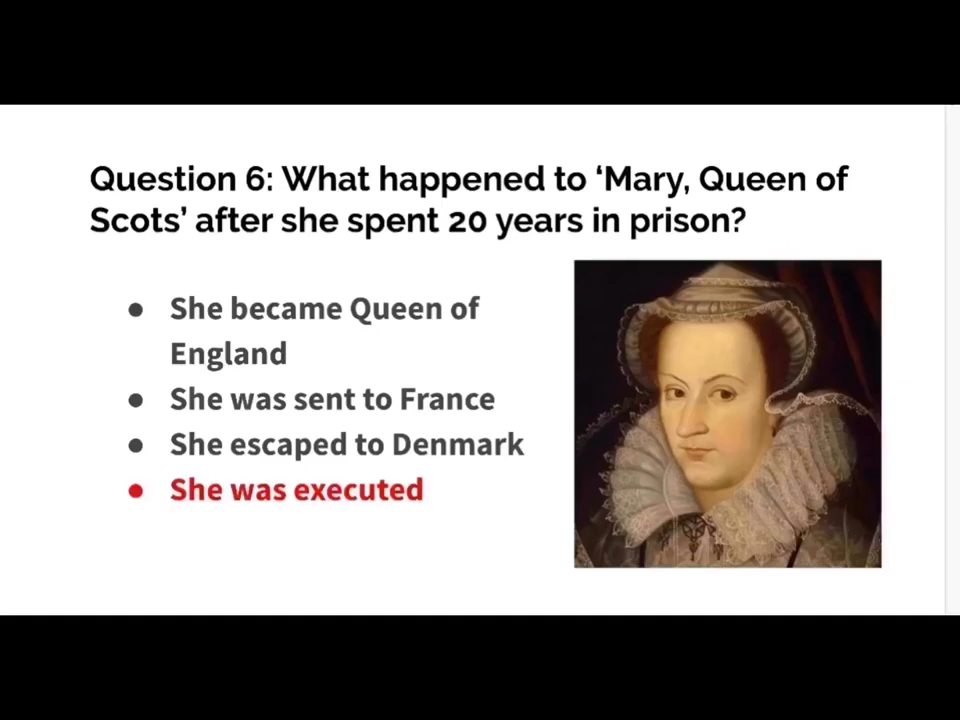 Question 6: What happened to ‘Mary, Queen of
Scots’ after she spent 20 years in prison?
● She became Queen of
England
● She was sent to France
● She escaped to Denmark
● She was executed